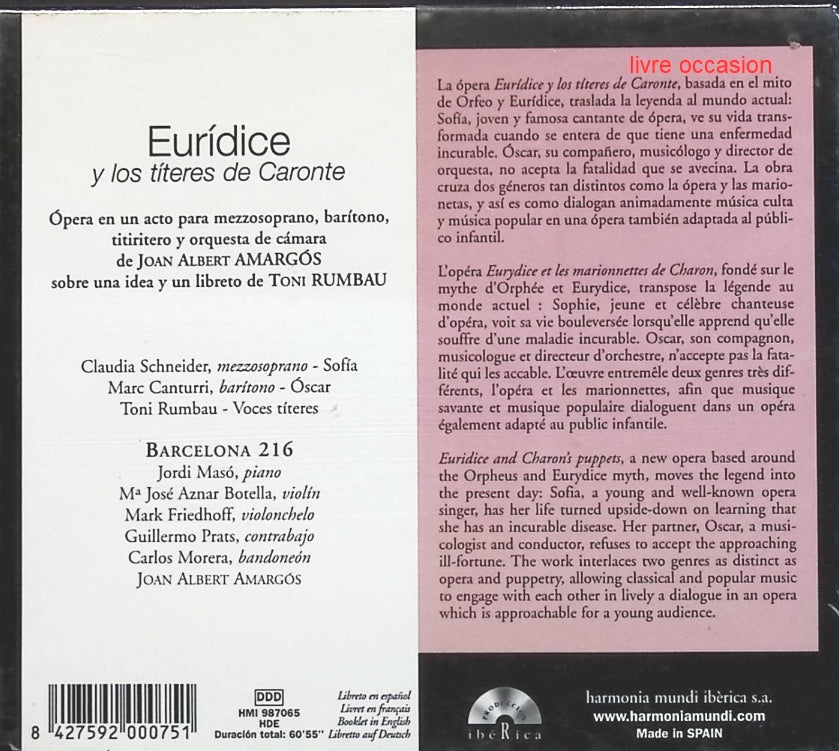 Eurídice
y los títeres de Caronte
Ópera en un acto para mezzosoprano, barítono,
titiritero y orquesta de cámara
de JOAN ALBERT AMARGÓS
sobre una idea y un libreto de TONI RUMBAU
Claudia Schneider, mezzosoprano - Sofía
Marc Canturri, barítono - Óscar
Toni Rumbau - Voces títeres
BARCELONA 216
Jordi Masó, piano
Mª José Aznar Botella, violín
Mark Friedhoff, violonchelo
Guillermo Prats, contrabajo
Carlos Morera, bandoneón
JOAN ALBERT AMARGÓS
8 427592 000751
DDD
HMI 987065
HDE
Duración total: 60'55"
Libreto en español
Livret en français
Booklet in English
Libretto auf Deutsch
livre occasion
La ópera Eurídice y los títeres de Caronte, basada en el mito
de Orfeo y Eurídice, traslada la leyenda al mundo actual:
Sofía, joven y famosa cantante de ópera, ve su vida trans-
formada cuando se entera de que tiene una enfermedad
incurable. Óscar, su compañero, musicólogo y director de
orquesta, no acepta la fatalidad que se avecina. La obra
cruza dos géneros tan distintos como la ópera y las mario-
netas, y así es como dialogan animadamente música culta
y música popular en una ópera también adaptada al públi-
co infantil.
L'opéra Eurydice et les marionnettes de Charon, fondé sur le
mythe d'Orphée et Eurydice, transpose la légende au
monde actuel : Sophie, jeune et célèbre chanteuse
d'opéra, voit sa vie bouleversée lorsqu'elle apprend qu'elle
souffre d'une maladie incurable. Oscar, son compagnon,
musicologue et directeur d'orchestre, n'accepte pas la fata-
lité qui les accable. L'œuvre entremêle deux genres très dif-
férents, l'opéra et les marionnettes, afin que musique
savante et musique populaire dialoguent dans un opéra
également adapté au public infantile.
Euridice and Charon's puppets, a new opera based around
the Orpheus and Eurydice myth, moves the legend into
the present day: Sofia, a young and well-known opera
singer, has her life turned upside-down on learning that
she has an incurable disease. Her partner, Oscar, a musi-
cologist and conductor, refuses to accept the approaching
ill-fortune. The work interlaces two genres as distinct as
opera and puppetry, allowing classical and popular music
to engage with each other in lively a dialogue in an opera
which is approachable for a young audience.
PRODUCCIÓN
ibèRica
harmonia mundi ibèrica s.a.
www.harmoniamundi.com
Made in SPAIN